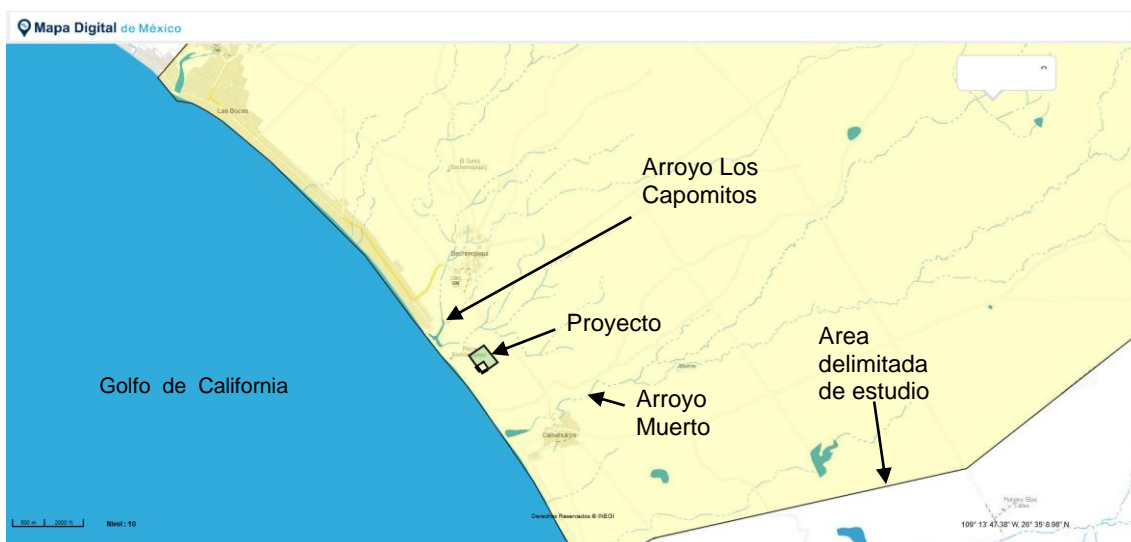 Mapa Digital de México
Las Bocas
Arroyo Los
Capomitos
Bachimojaqui
Proyecto
Area
delimitada
de estudio
Golfo de California
Arroyo
Muerto
Camahuiroa
500 m 2000 ft
Nivel : 10
Derechos Reservados © INEGI
109° 13' 47.38" W, 26° 35' 8.98" N